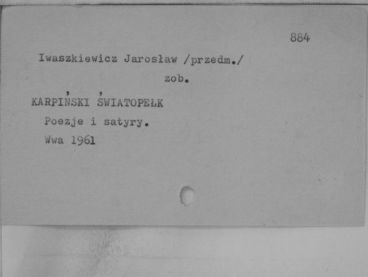 884
Iwaszkiewicz Jarosław /przedm./
zob.
KARPIŃSKI ŚWIATOPEŁK
Poezje i satyry.
Wwa 1961